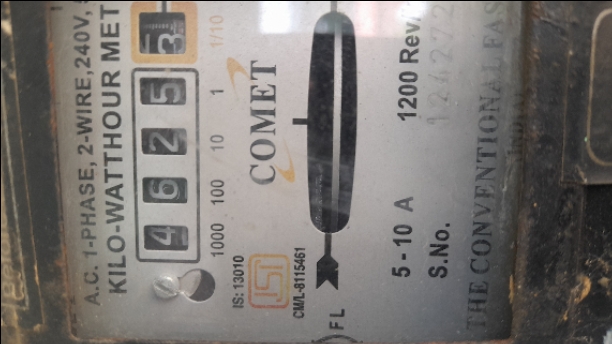 A.C. 1-PHASE, 2-WIRE, 240V,
KILO-WATTHOUR MET
4 6 2 5 3
1000 100 10 1 1/10
IS: 13010
CM/L-8115461
COMET
FL
5 - 10 A 1200 Rev/
S.No.
THE CONVENTIONAL FAS